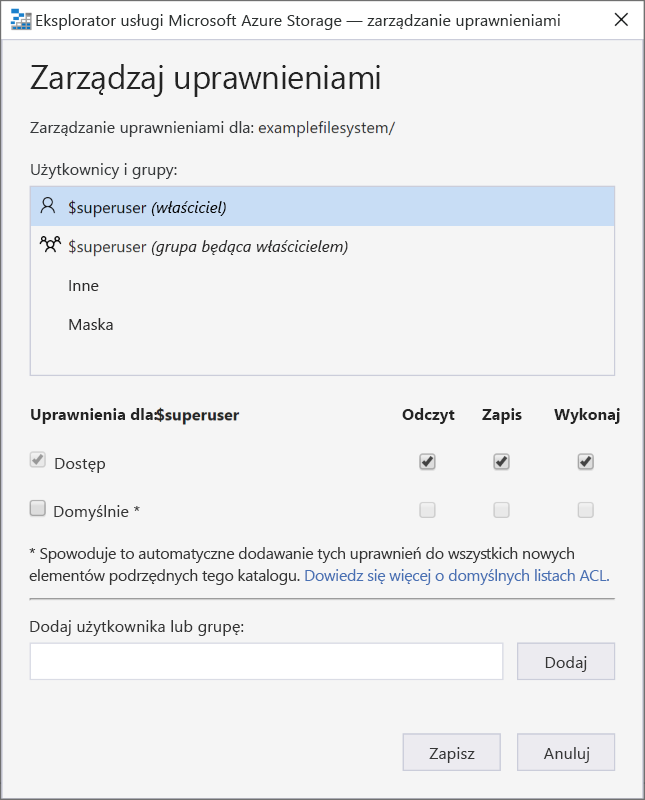 Eksplorator usługi Microsoft Azure Storage — zarządzanie uprawnieniami
Zarządzaj uprawnieniami
Zarządzanie uprawnieniami dla: examplefilesystem/
Użytkownicy i grupy:
$superuser (właściciel)
$superuser (grupa będąca właścicielem)
Inne
Maska
Uprawnienia dla:$superuser Odczyt Zapis Wykonaj
Dostęp
Domyślnie *
* Spowoduje to automatyczne dodawanie tych uprawnień do wszystkich nowych
elementów podrzędnych tego katalogu. Dowiedz się więcej o domyślnych listach ACL.
Dodaj użytkownika lub grupę:
Dodaj
Zapisz Anuluj